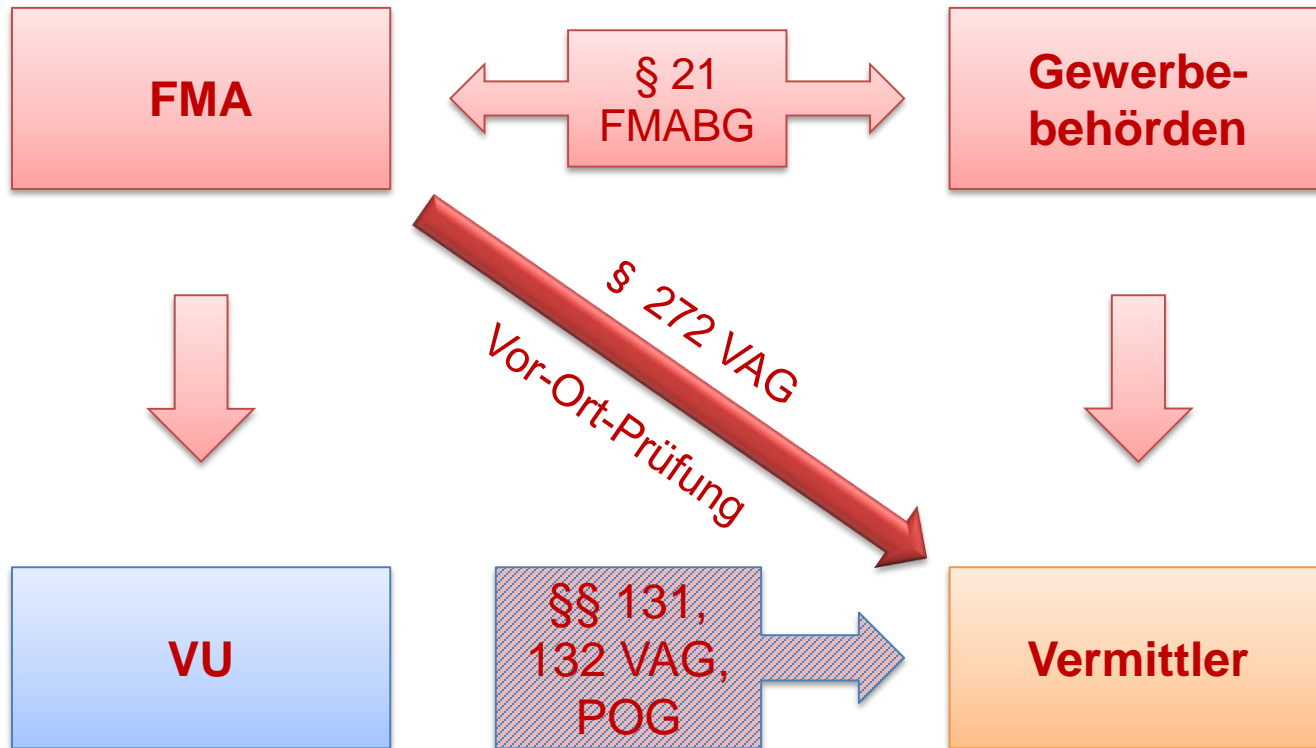 FMA
§ 21
FMABG
Gewerbe-
behörden
§ 272 VAG
Vor-Ort-Prüfung
VU
§§ 131,
132 VAG,
POG
Vermittler